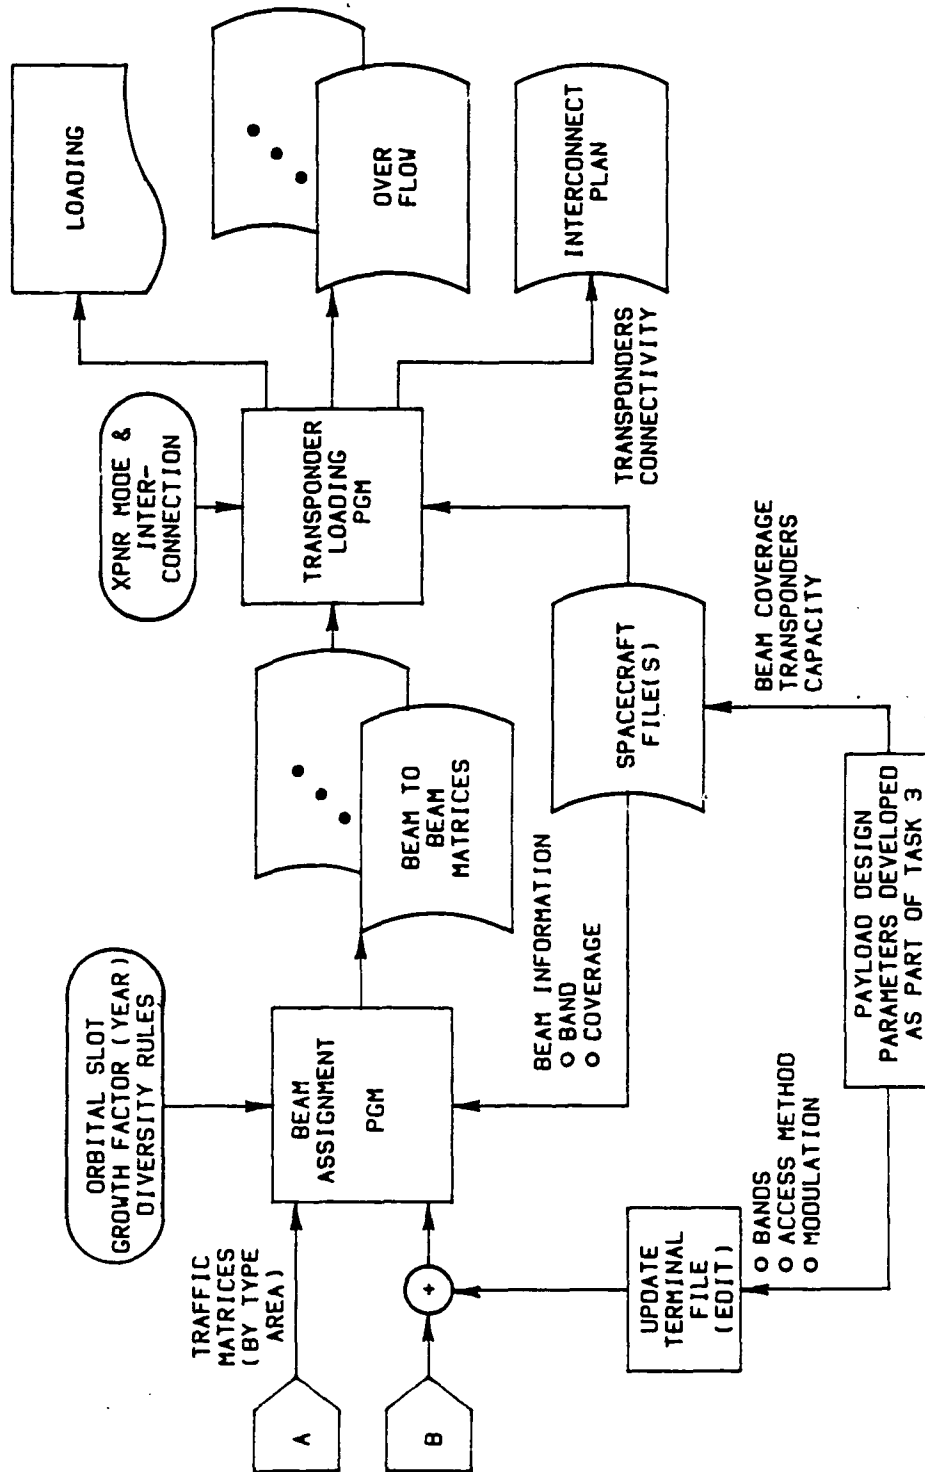 A
B
TRAFFIC
MATRICES
(BY TYPE
AREA)
+
ORBITAL SLOT
GROWTH FACTOR (YEAR)
DIVERSITY RULES
BEAM
ASSIGNMENT
PGM
UPDATE
TERMINAL
FILE
(EDIT)
O BANDS
O ACCESS METHOD
O MODULATION
BEAM INFORMATION
O BAND
O COVERAGE
BEAM TO
BEAM
MATRICES
PAYLOAD DESIGN
PARAMETERS DEVELOPED
AS PART OF TASK 3
SPACECRAFT
FILE(S)
BEAM COVERAGE
TRANSPONDERS
CAPACITY
XPNR MODE &
INTER-
CONNECTION
TRANSPONDER
LOADING
PGM
TRANSPONDERS
CONNECTIVITY
LOADING
OVER
FLOW
INTERCONNECT
PLAN